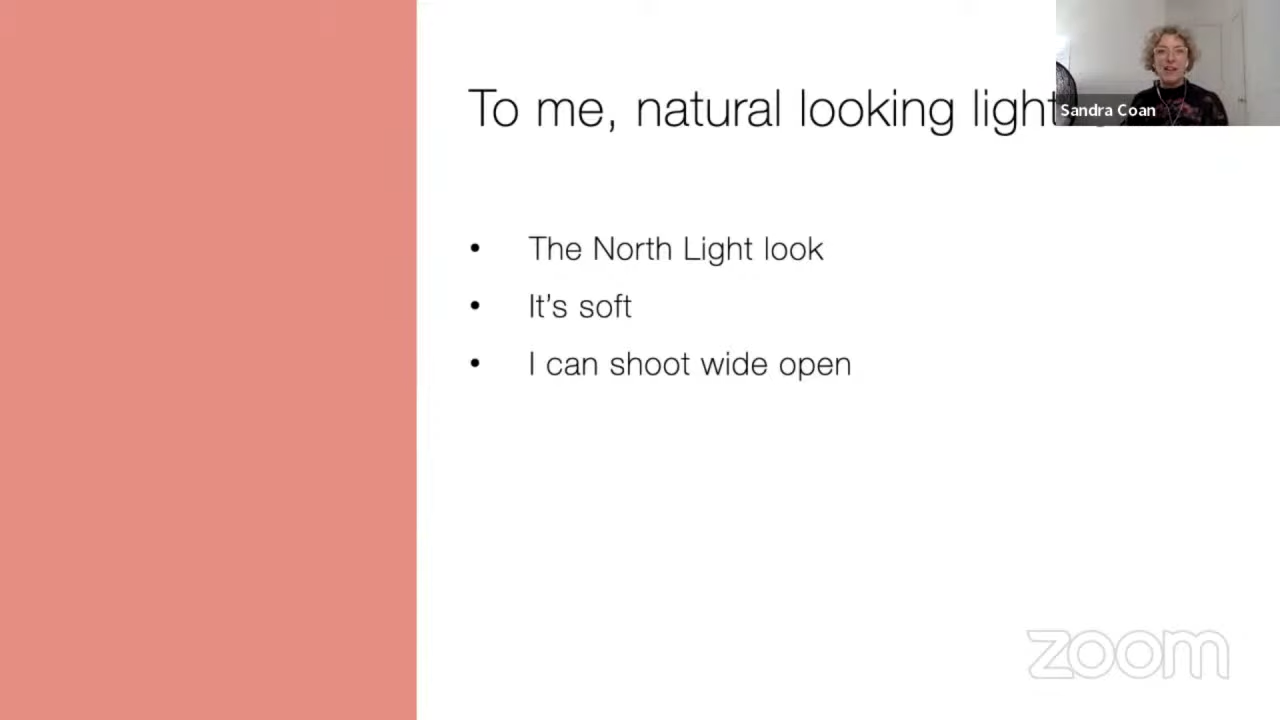 To me, natural looking light
Sandra Coan
• The North Light look
• It's soft
• I can shoot wide open
zoom